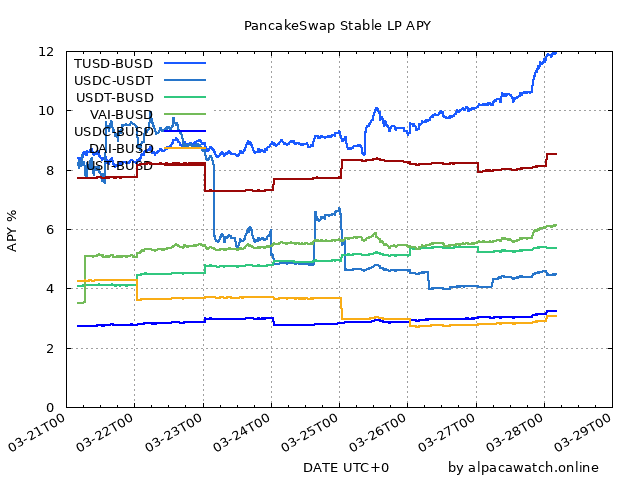 PancakeSwap Stable LP APY
12
10
8
6
4
2
0
APY %
TUSD-BUSD
USDC-USDT
USDT-BUSD
VAI-BUSD
USDC-BUSD
DAI-BUSD
UST-BUSD
03-21T00
03-22T00
03-23T00
03-24T00
03-25T00
03-26T00
03-27T00
03-28T00
03-29T00
DATE UTC+0
by alpacawatch.online